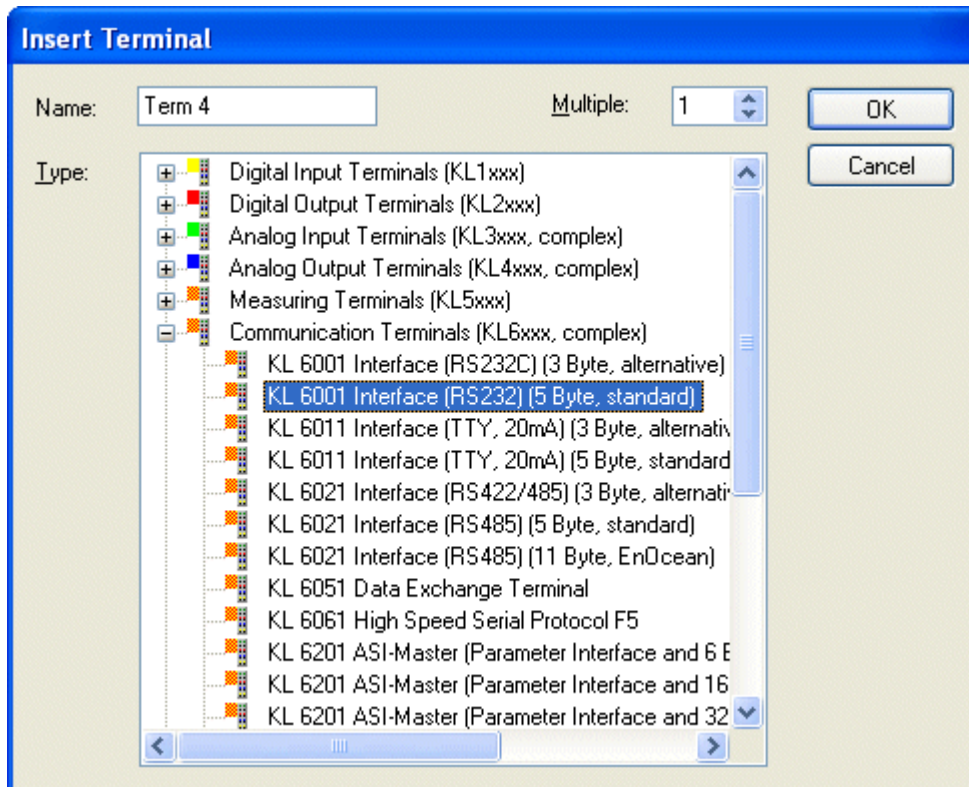 Insert Terminal
Name: Term 4 Multiple: 1 OK
Type: Cancel
Digital Input Terminals (KL1xxx)
Digital Output Terminals (KL2xxx)
Analog Input Terminals (KL3xxx, complex)
Analog Output Terminals (KL4xxx, complex)
Measuring Terminals (KL5xxx)
Communication Terminals (KL6xxx, complex)
KL 6001 Interface (RS232C) (3 Byte, alternative)
KL 6001 Interface (RS232) (5 Byte, standard)
KL 6011 Interface (TTY, 20mA) (3 Byte, alternativ
KL 6011 Interface (TTY, 20mA) (5 Byte, standard
KL 6021 Interface (RS422/485) (3 Byte, alternati
KL 6021 Interface (RS485) (5 Byte, standard)
KL 6021 Interface (RS485) (11 Byte, EnOcean)
KL 6051 Data Exchange Terminal
KL 6061 High Speed Serial Protocol F5
KL 6201 ASI-Master (Parameter Interface and 6 B
KL 6201 ASI-Master (Parameter Interface and 16
KL 6201 ASI-Master (Parameter Interface and 32